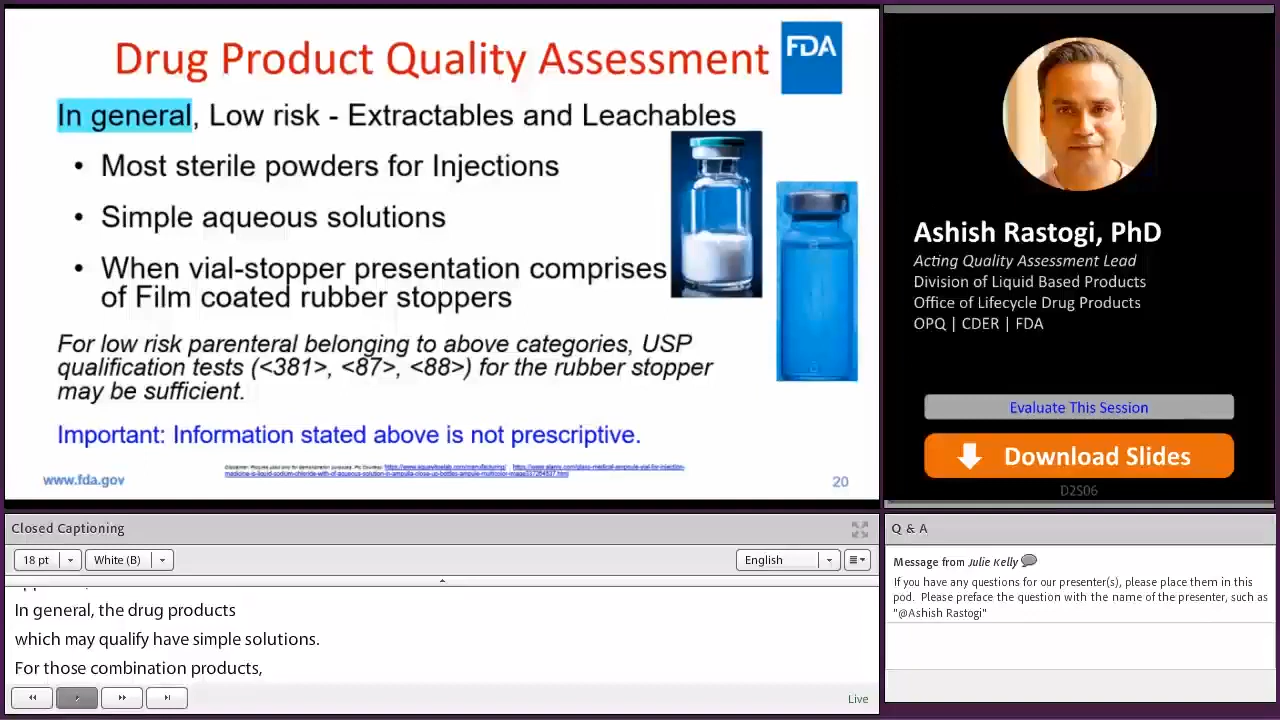 Drug Product Quality Assessment
FDA
In general, Low risk - Extractables and Leachables
• Most sterile powders for Injections
• Simple aqueous solutions
• When vial-stopper presentation comprises
of Film coated rubber stoppers
For low risk parenteral belonging to above categories, USP
qualification tests (<381>, <87>, <88>) for the rubber stopper
may be sufficient.
Important: Information stated above is not prescriptive.
www.fda.gov
20
Ashish Rastogi, PhD
Acting Quality Assessment Lead
Division of Liquid Based Products
Office of Lifecycle Drug Products
OPQ | CDER | FDA
Evaluate This Session
Download Slides
D2S06
Closed Captioning
18 pt
White (B)
English
In general, the drug products
which may qualify have simple solutions.
For those combination products,
Live
Q & A
Message from Julie Kelly
If you have any questions for our presenter(s), please place them in this
pod. Please preface the question with the name of the presenter, such as
"@Ashish Rastogi"